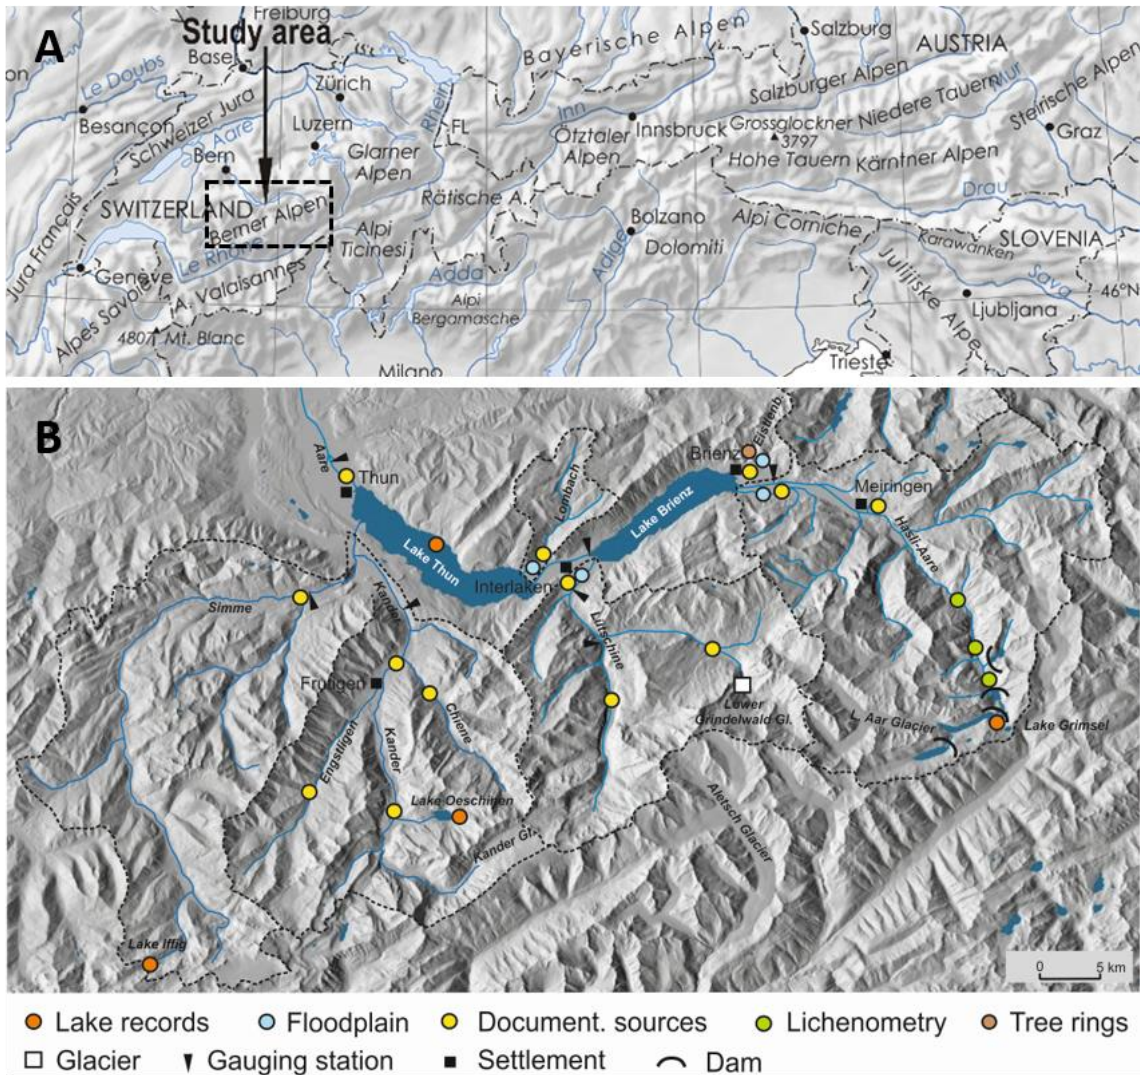 A
Freiburg
Study area
Basel
Le Doubs
Besançon
Schweizer Jura
Aare
Zürich
Luzern
Bern
Rhein
FL
Glarner
Alpen
SWITZERLAND
Berner Alpen
Jura Français
Genève
Le Rhône
Alpes Savoie
A. Valaisannes
4807 Mt. Blanc
Alpi
Ticinesi
Rätische A.
Adda
Alpi
Bergamasche
Milano
Bayerische Alpen
Inn
Ötztaler
Alpen
Innsbruck
Salzburg
AUSTRIA
Salzburger Alpen
Grossglockner
3797
Niedere Tauern
Mur
Steirische Alpen
Graz
Hohe Tauern
Kärntner Alpen
Drau
Bolzano
Dolomiti
Adige
Alpi Corniche
Karawanken
SLOVENIA
Julijske Alpe
Sava
46°N
Ljubljana
Trieste
B
Aare
Thun
Lake Thun
Lombach
Interlaken
Lake Brienz
Brienz
Eistlenb.
Meiringen
Hasli-Aare
Simme
Kander
Lütschine
Frutigen
Chiene
Engstligen
Kander
Lake Oeschinen
Kander Gl.
Lower
Grindelwald Gl.
Aletsch Glacier
L. Aar Glacier
Lake Grimsel
Lake Iffig
0 5 km
Lake records
Floodplain
Document. sources
Lichenometry
Tree rings
Glacier
Gauging station
Settlement
Dam